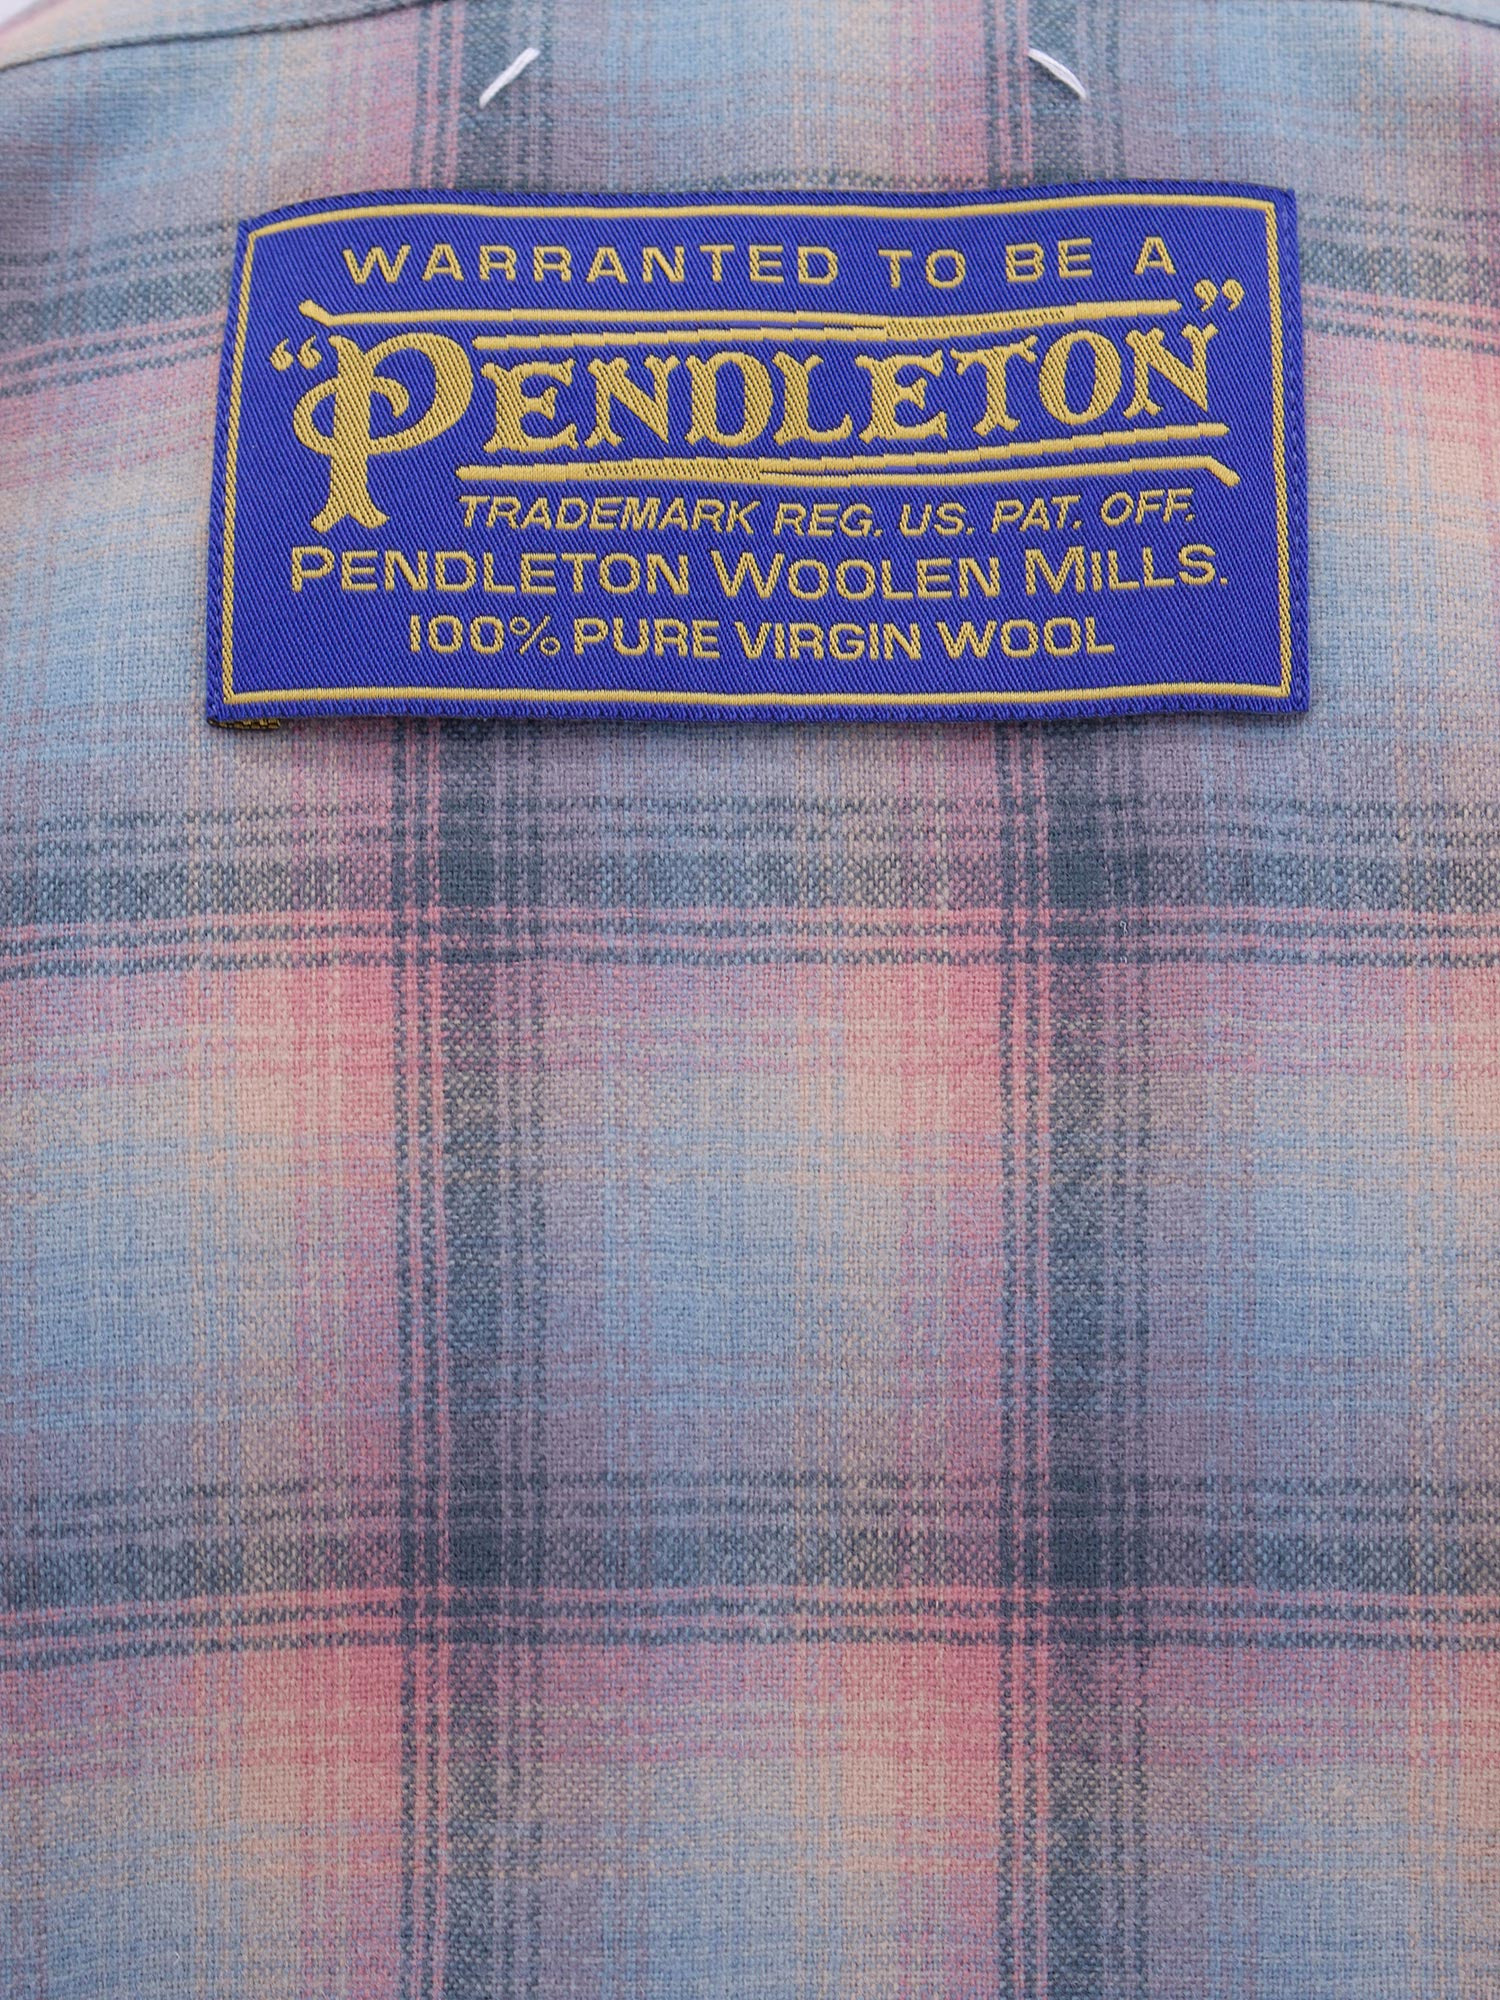 WARRANTED TO BE A
“PENDLETON”
TRADEMARK REG. US. PAT. OFF.
PENDLETON WOOLEN MILLS.
100% PURE VIRGIN WOOL